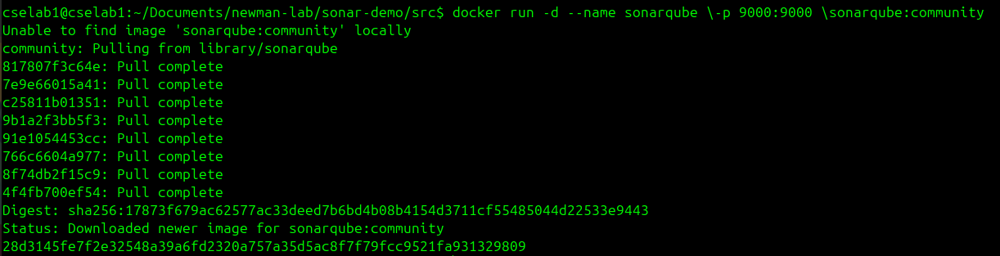 cselab1@cselab1:~/Documents/newman-lab/sonar-demo/src$ docker run -d --name sonarqube \-p 9000:9000 \sonarqube:community
Unable to find image 'sonarqube:community' locally
community: Pulling from library/sonarqube
817807f3c64e: Pull complete
7e9e66015a41: Pull complete
c25811b01351: Pull complete
9b1a2f3bb5f3: Pull complete
91e1054453cc: Pull complete
766c6604a977: Pull complete
8f74db2f15c9: Pull complete
4f4fb700ef54: Pull complete
Digest: sha256:17873f679ac62577ac33deed7b6bd4b08b4154d3711cf55485044d22533e9443
Status: Downloaded newer image for sonarqube:community
28d3145fe7f2e32548a39a6fd2320a757a35d5ac8f7f79fcc9521fa931329809